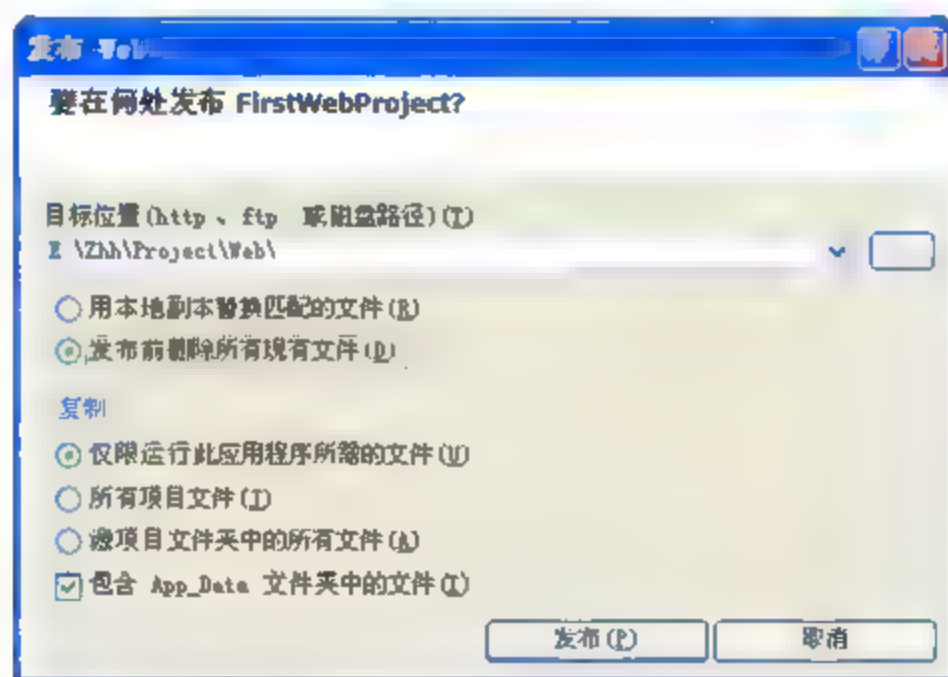 发布 Web
要在何处发布 FirstWebProject?
目标位置(http、ftp 或磁盘路径)(T)
E \Zhh\Project\Web\
用本地副本替换匹配的文件(R)
发布前删除所有现有文件(D)
复制
仅限运行此应用程序所需的文件(U)
所有项目文件(J)
源项目文件夹中的所有文件(A)
包含 App_Data 文件夹中的文件(I)
发布(P)
取消